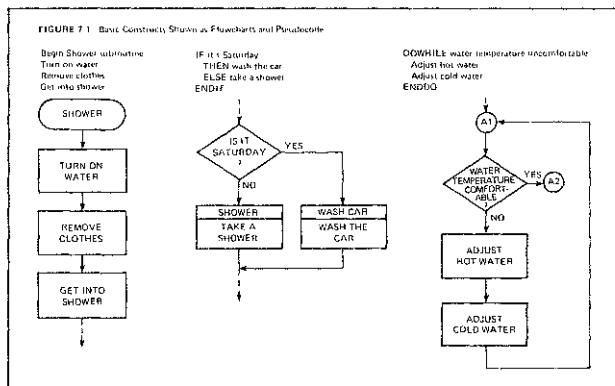 FIGURE 7.1 Basic Constructs Shown as Flowcharts and Pseudocode
Begin Shower subroutine
Turn on water
Remove clothes
Get into shower
SHOWER
TURN ON
WATER
REMOVE
CLOTHES
GET INTO
SHOWER
IF it's Saturday
THEN wash the car
ELSE take a shower
ENDIF
IS IT
SATURDAY
?
YES
NO
SHOWER
TAKE A
SHOWER
WASH CAR
WASH THE
CAR
DOWHILE water temperature uncomfortable
Adjust hot water
Adjust cold water
ENDDO
A1
WATER
TEMPERATURE
COMFORT-
ABLE
?
YES
A2
NO
ADJUST
HOT WATER
ADJUST
COLD WATER